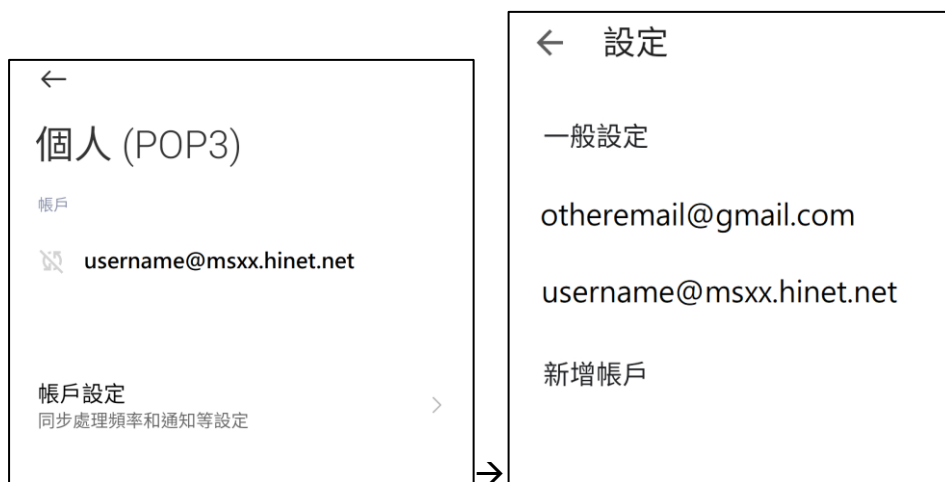 個人 (POP3)
帳戶
username@msxx.hinet.net
帳戶設定
同步處理頻率和通知等設定
設定
一般設定
otheremail@gmail.com
username@msxx.hinet.net
新增帳戶